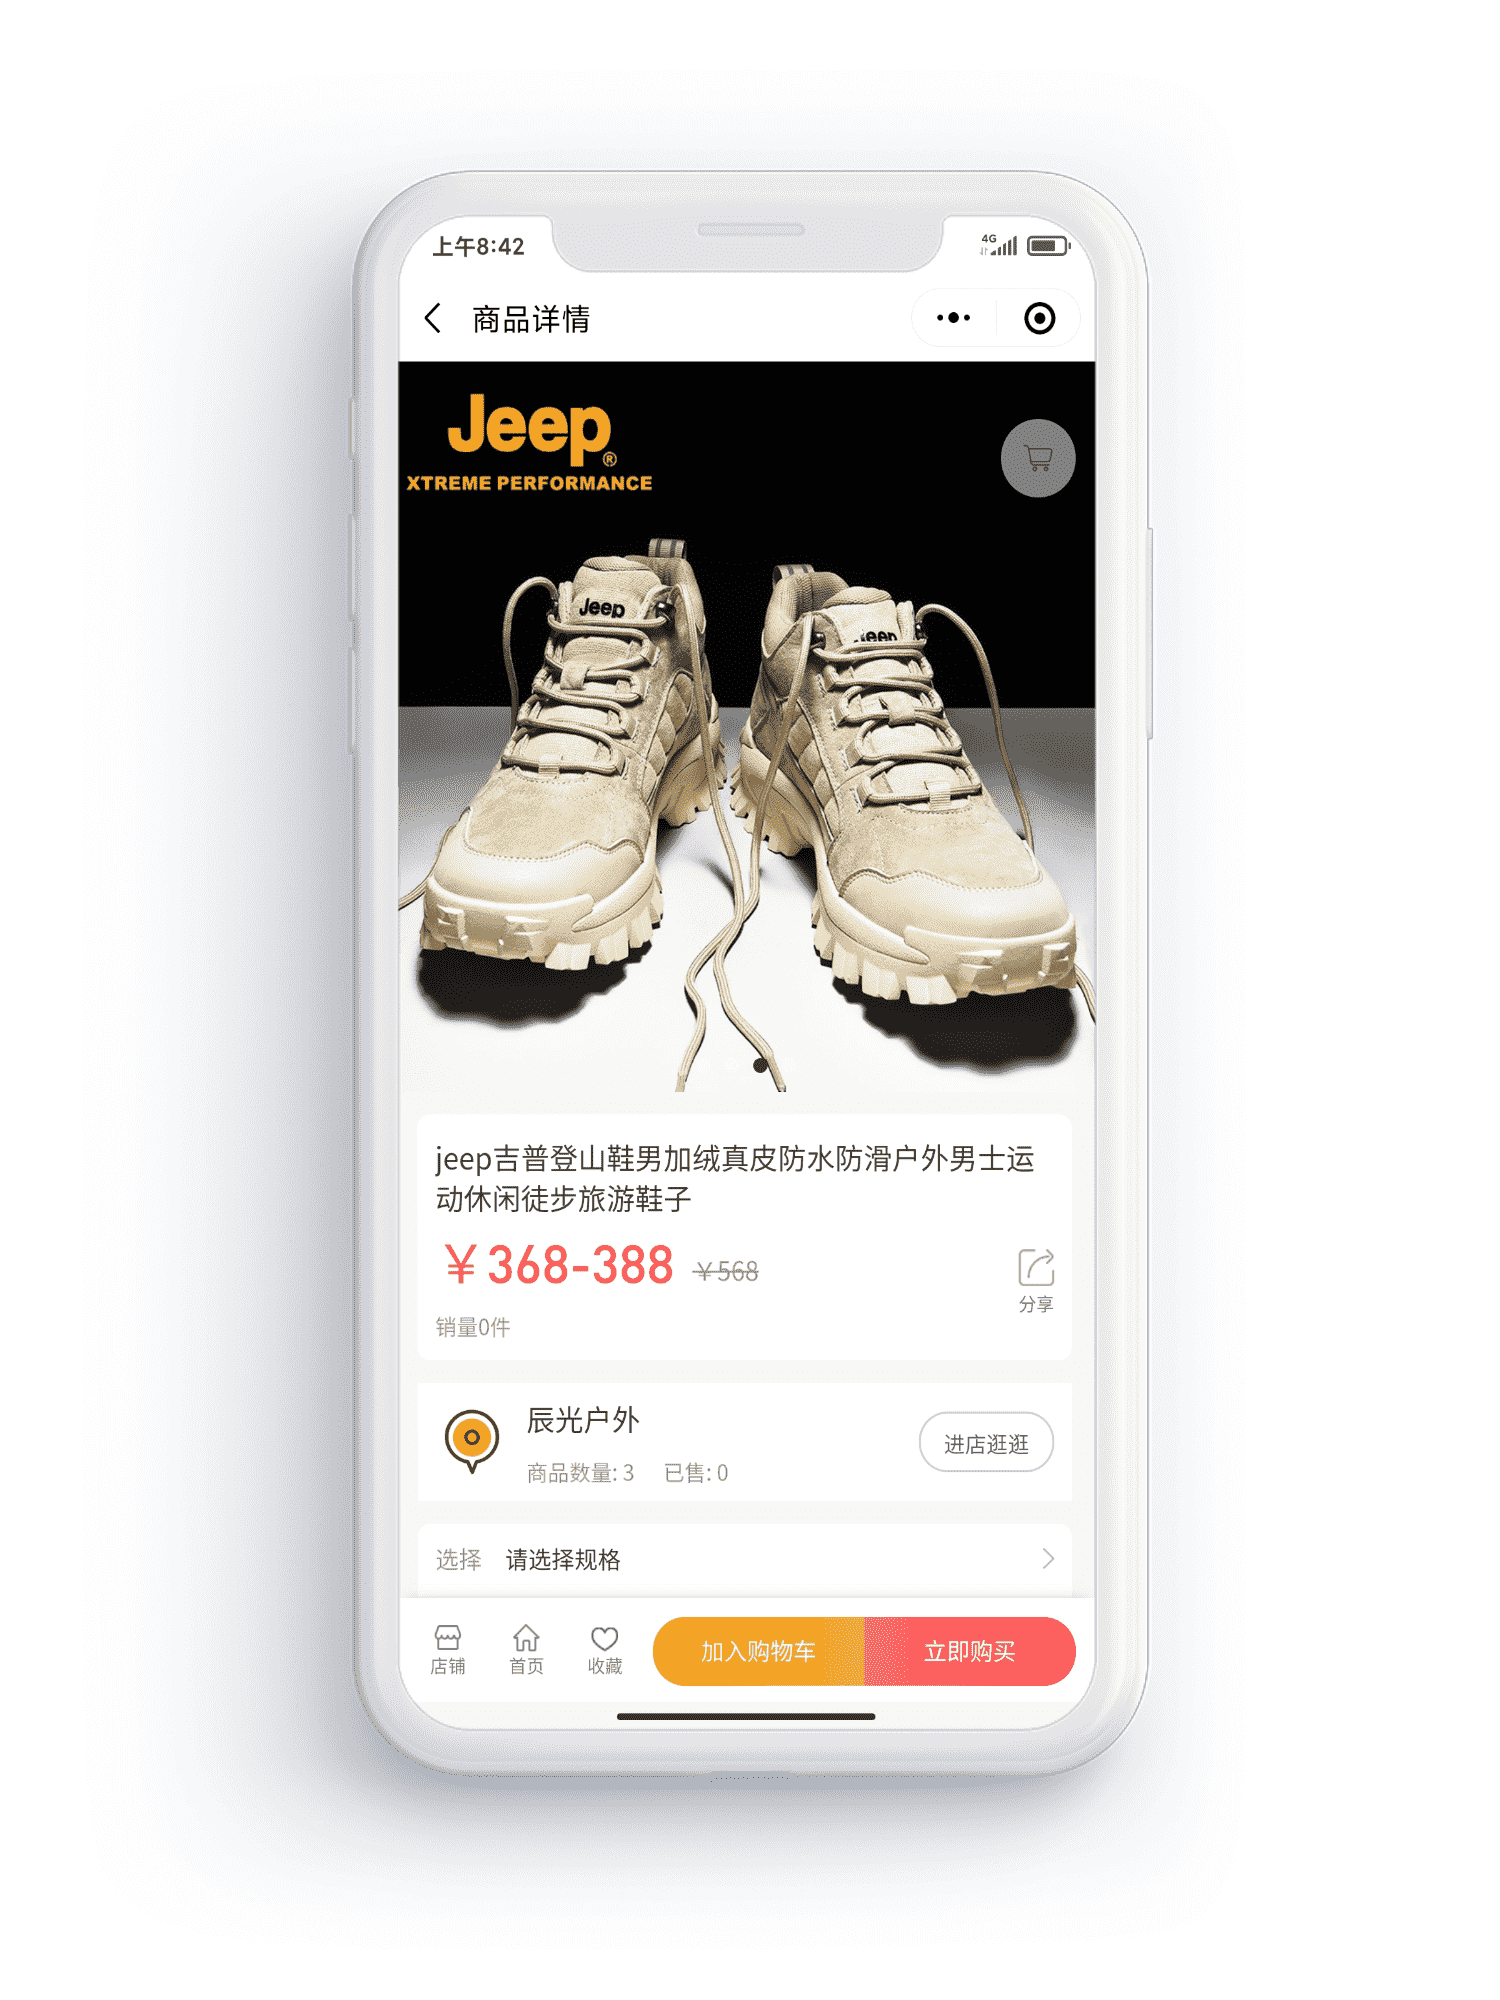 上午8:42
4G
商品详情
Jeep®
XTREME PERFORMANCE
Jeep
Jeep
jeep吉普登山鞋男加绒真皮防水防滑户外男士运
动休闲徒步旅游鞋子
￥368-388 ￥568
分享
销量0件
辰光户外
商品数量: 3 已售: 0
进店逛逛
选择 请选择规格
店铺 首页 收藏 加入购物车 立即购买